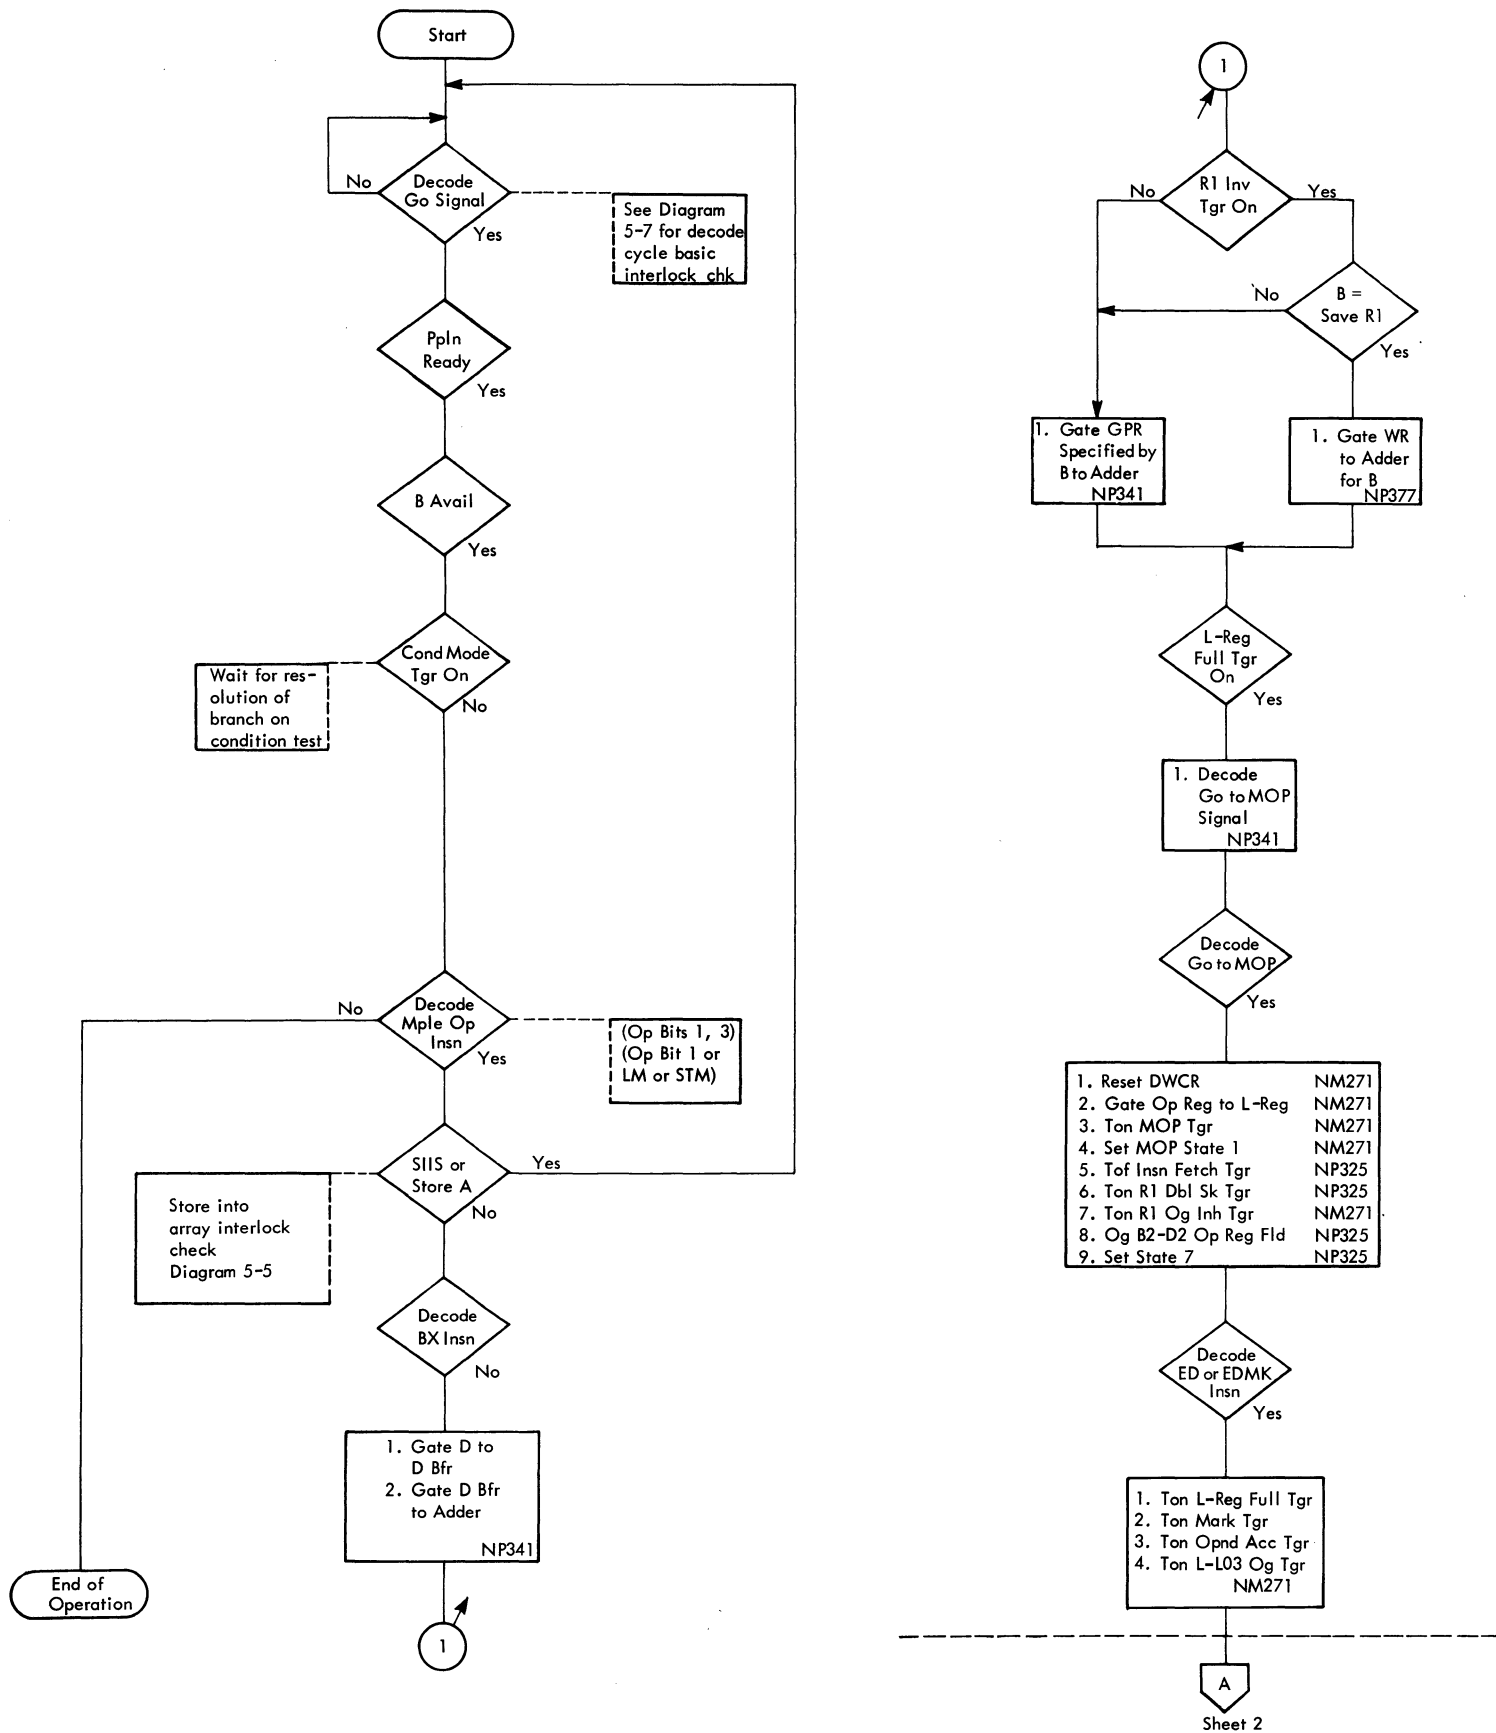 Start
No
Decode
Go Signal
Yes
See Diagram
5-7 for decode
cycle basic
interlock chk
PpIn
Ready
Yes
B Avail
Yes
Cond Mode
Tgr On
No
Wait for res-
olution of
branch on
condition test
No
Decode
Mple Op
Insn
Yes
(Op Bits 1, 3)
(Op Bit 1 or
LM or STM)
SIIS or
Store A
Yes
No
Store into
array interlock
check
Diagram 5-5
Decode
BX Insn
No
1. Gate D to
D Bfr
2. Gate D Bfr
to Adder
NP341
End of
Operation
1
1
No
R1 Inv
Tgr On
Yes
No
B =
Save R1
Yes
1. Gate GPR
Specified by
B to Adder
NP341
1. Gate WR
to Adder
for B
NP377
L-Reg
Full Tgr
On
Yes
1. Decode
Go to MOP
Signal
NP341
Decode
Go to MOP
Yes
1. Reset DWCR NM271
2. Gate Op Reg to L-Reg NM271
3. Ton MOP Tgr NM271
4. Set MOP State 1 NM271
5. Tof Insn Fetch Tgr NP325
6. Ton R1 Dbl Sk Tgr NP325
7. Ton R1 Og Inh Tgr NM271
8. Og B2-D2 Op Reg Fld NP325
9. Set State 7 NP325
Decode
ED or EDMK
Insn
Yes
1. Ton L-Reg Full Tgr
2. Ton Mark Tgr
3. Ton Opnd Acc Tgr
4. Ton L-L03 Og Tgr
NM271
A
Sheet 2